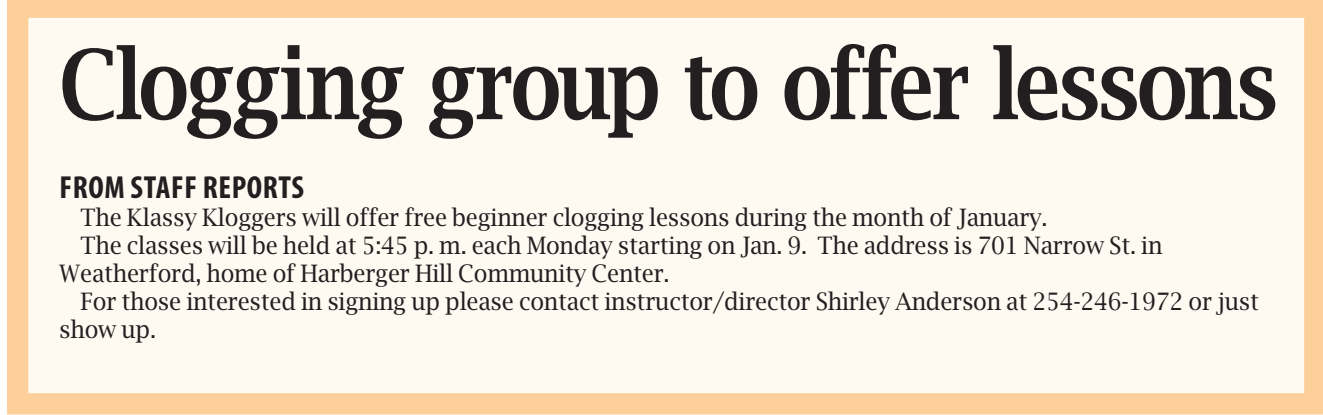 Clogging group to offer lessons
FROM STAFF REPORTS
The Klassy Kloggers will offer free beginner clogging lessons during the month of January.
The classes will be held at 5:45 p. m. each Monday starting on Jan. 9.  The address is 701 Narrow St. in
Weatherford, home of Harberger Hill Community Center.
For those interested in signing up please contact instructor/director Shirley Anderson at 254-246-1972 or just
show up.